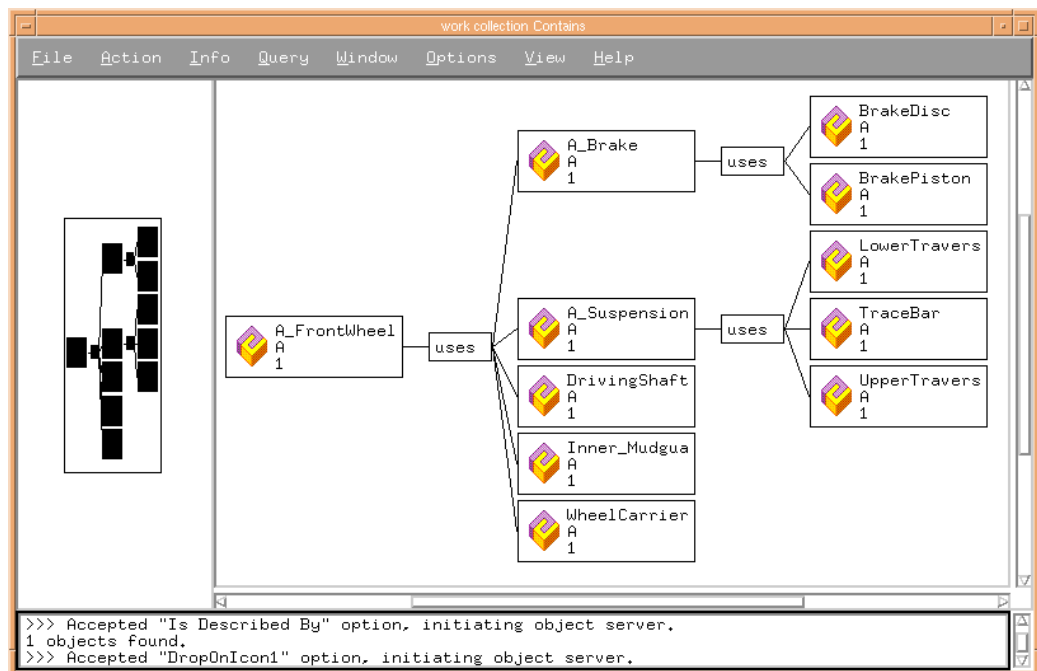 work collection Contains
File Action Info Query Window Options View Help
BrakeDisc
A
1
A_Brake
A
1
uses
BrakePiston
A
1
LowerTravers
A
1
A_FrontWheel
A
1
uses
A_Suspension
A
1
uses
TraceBar
A
1
DrivingShaft
A
1
UpperTravers
A
1
Inner_Mudgua
A
1
WheelCarrier
A
1
>>> Accepted "Is Described By" option, initiating object server.
1 objects found.
>>> Accepted "DropOnIcon1" option, initiating object server.